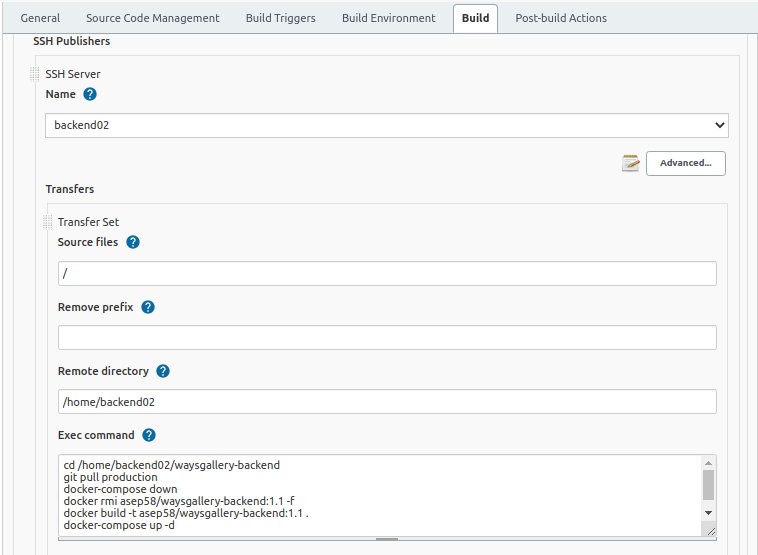 General Source Code Management Build Triggers Build Environment Build Post-build Actions
SSH Publishers
SSH Server
Name ?
backend02
Advanced...
Transfers
Transfer Set
Source files ?
/
Remove prefix ?
Remote directory ?
/home/backend02
Exec command ?
cd /home/backend02/waysgallery-backend
git pull production
docker-compose down
docker rmi asep58/waysgallery-backend:1.1 -f
docker build -t asep58/waysgallery-backend:1.1 .
docker-compose up -d